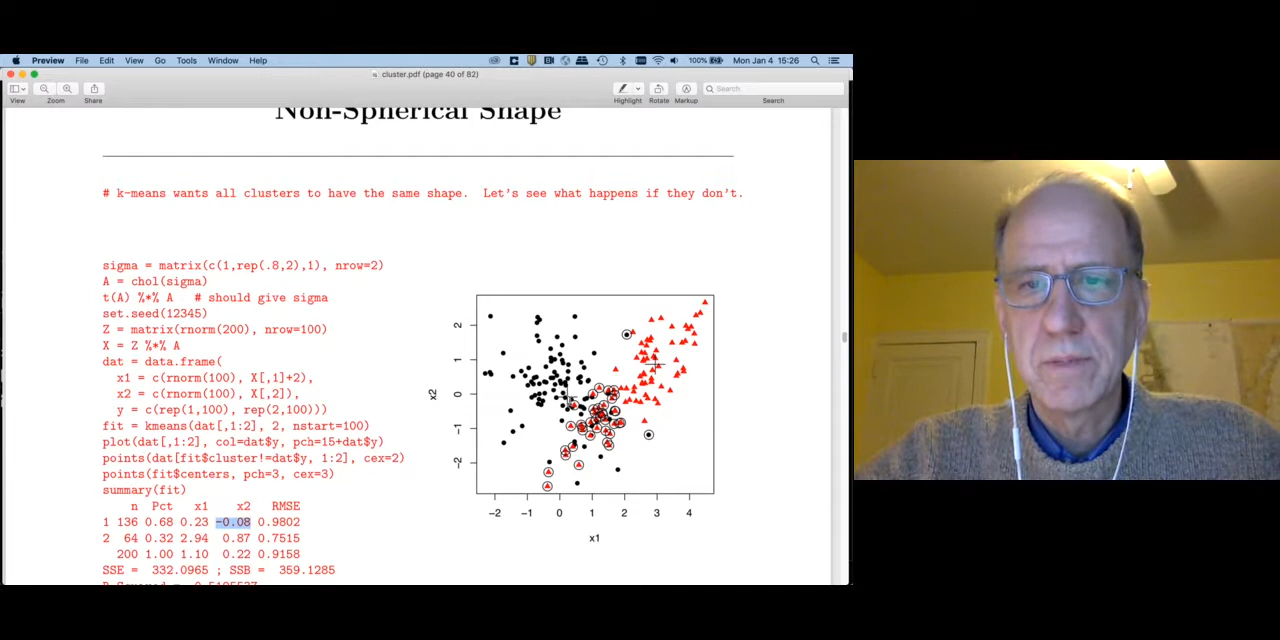 Preview File Edit View Go Tools Window Help 100% Mon Jan 4 15:26
cluster.pdf (page 40 of 82)
View Zoom Share Highlight Rotate Markup Search
Search
Non-Spherical Shape
# k-means wants all clusters to have the same shape. Let's see what happens if they don't.
sigma = matrix(c(1,rep(.8,2),1), nrow=2)
A = chol(sigma)
t(A) %*% A # should give sigma
set.seed(12345)
Z = matrix(rnorm(200), nrow=100)
X = Z %*% A
dat = data.frame(
x1 = c(rnorm(100), X[,1]+2),
x2 = c(rnorm(100), X[,2]),
y = c(rep(1,100), rep(2,100)))
fit = kmeans(dat[,1:2], 2, nstart=100)
plot(dat[,1:2], col=dat$y, pch=15+dat$y)
points(dat[fit$cluster!=dat$y, 1:2], cex=2)
points(fit$centers, pch=3, cex=3)
summary(fit)
n Pct x1 x2 RMSE
1 136 0.68 0.23 -0.08 0.9802
2 64 0.32 2.94 0.87 0.7515
200 1.00 1.10 0.22 0.9158
SSE = 332.0965 ; SSB = 359.1285
x2
2
1
0
-1
-2
-2 -1 0 1 2 3 4
x1